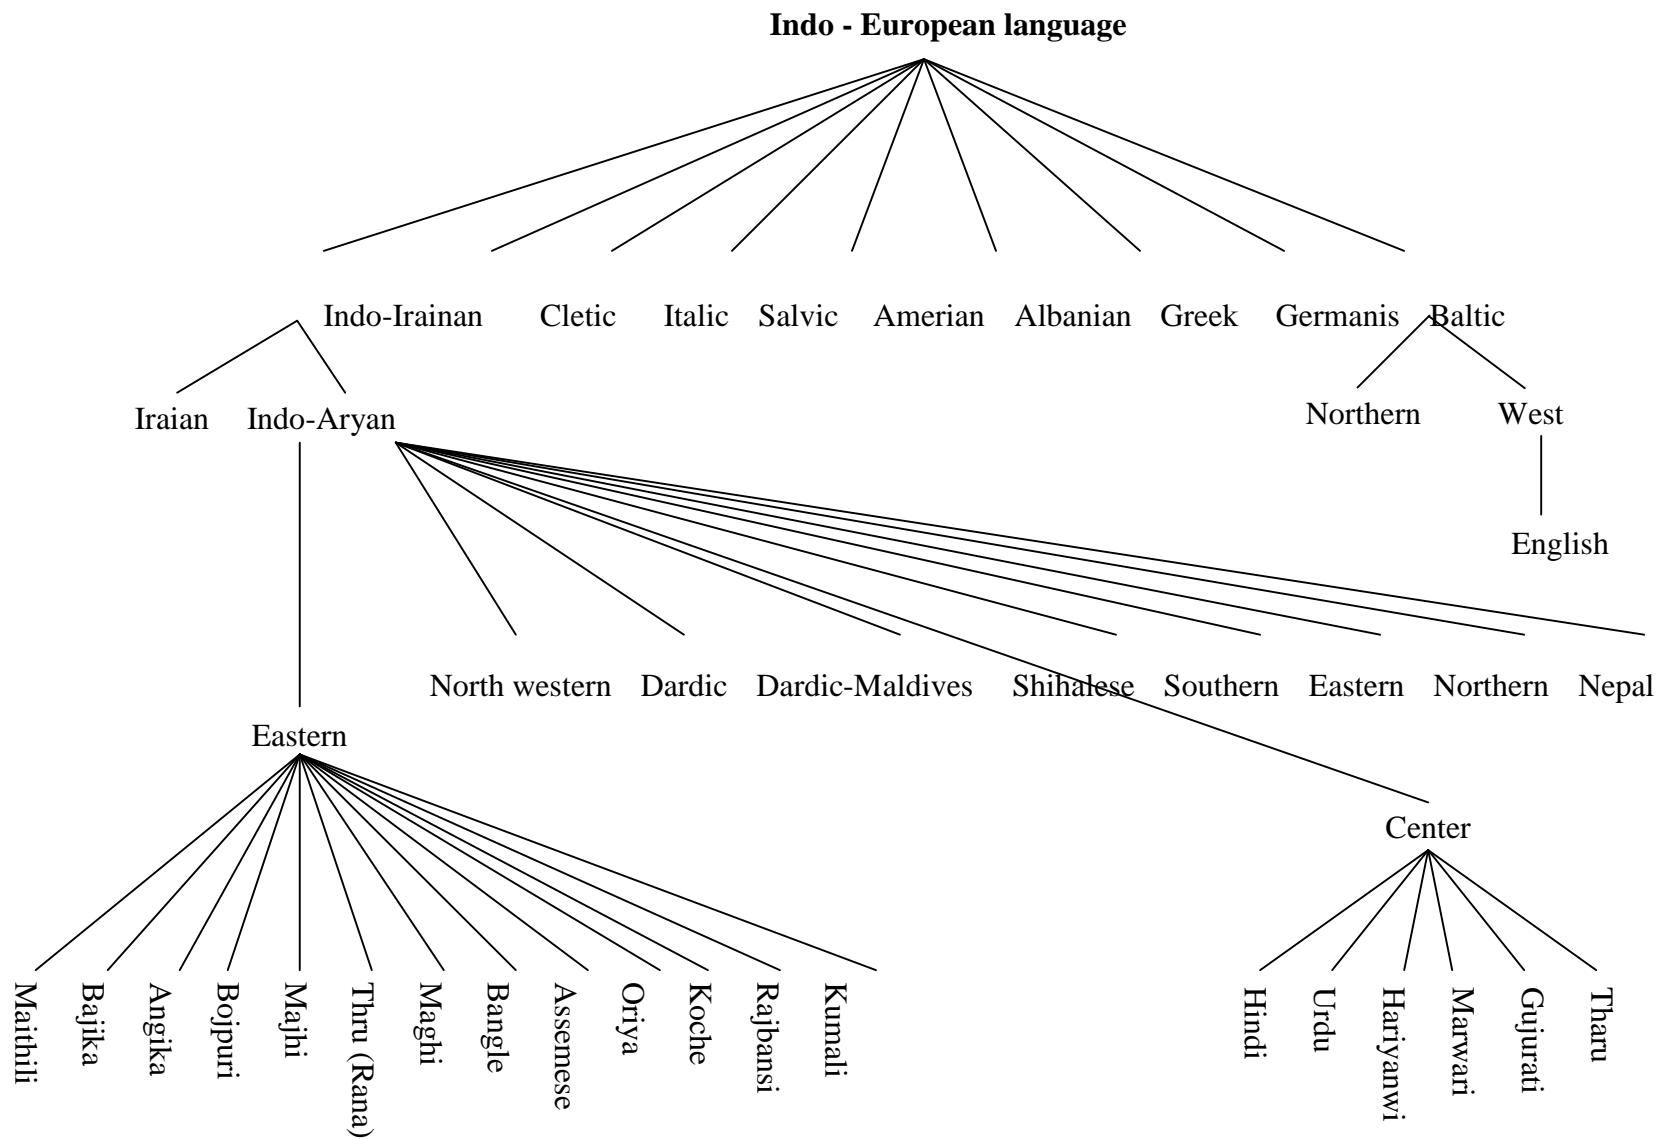 Indo - European language
Indo-Irainan Cletic Italic Salvic Amerian Albanian Greek Germanis Baltic
Iraian Indo-Aryan Northern West
English
North western Dardic Dardic-Maldives Shihalese Southern Eastern Northern Nepal
Eastern
Center
Maithili
Bajika
Angika
Bojpuri
Majhi
Thru (Rana)
Maghi
Bangle
Assemese
Oriya
Koche
Rajbansi
Kumali
Hindi
Urdu
Hariyanwi
Marwari
Gujurati
Tharu